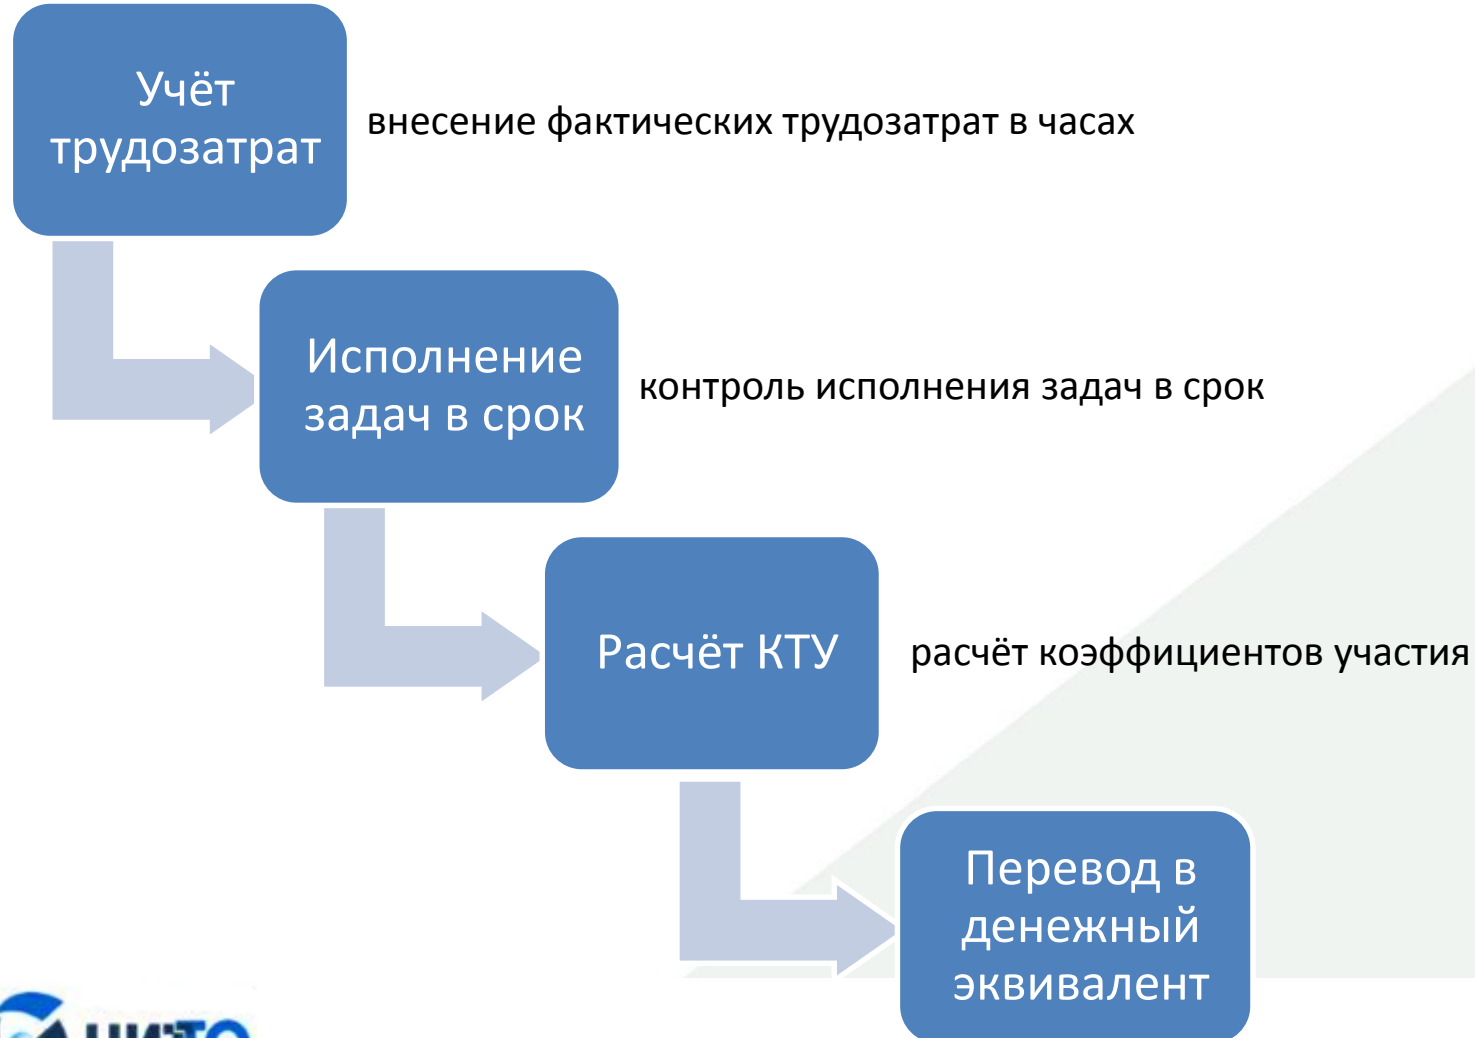 Учёт
трудозатрат
внесение фактических трудозатрат в часах
Исполнение
задач в срок
контроль исполнения задач в срок
Расчёт КТУ
расчёт коэффициентов участия
Перевод в
денежный
эквивалент